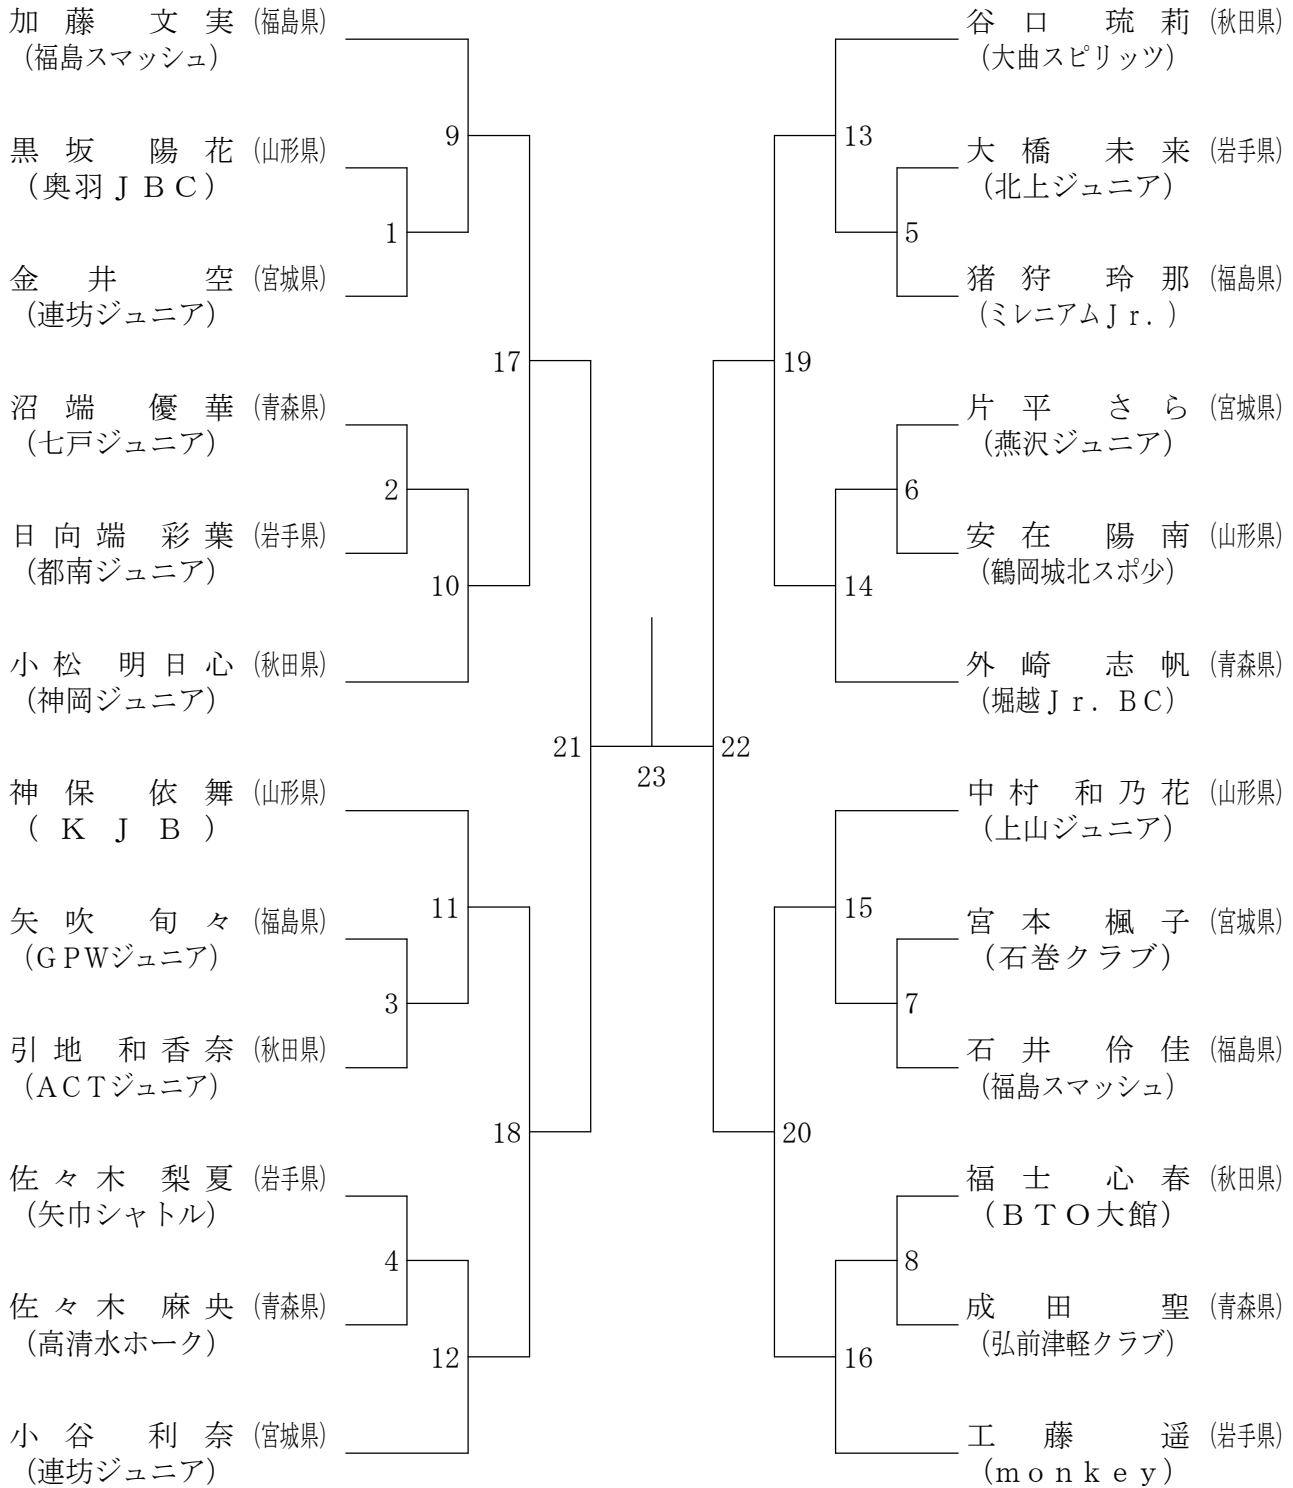 加藤 文実 (福島県)
(福島スマッシュ)
9
黒坂 陽花 (山形県)
(奥羽ＪＢＣ)
1
金井 空 (宮城県)
(連坊ジュニア)
17
沼端 優華 (青森県)
(七戸ジュニア)
2
日向端 彩葉 (岩手県)
(都南ジュニア)
10
小松 明日心 (秋田県)
(神岡ジュニア)
21
神保 依舞 (山形県)
(ＫＪＢ)
11
矢吹 旬々 (福島県)
(ＧＰＷジュニア)
3
引地 和香奈 (秋田県)
(ＡＣＴジュニア)
18
佐々木 梨夏 (岩手県)
(矢巾シャトル)
4
佐々木 麻央 (青森県)
(高清水ホーク)
12
小谷 利奈 (宮城県)
(連坊ジュニア)
23
谷口 琉莉 (秋田県)
(大曲スピリッツ)
13
大橋 未来 (岩手県)
(北上ジュニア)
5
猪狩 玲那 (福島県)
(ミレニアムＪｒ．)
19
片平 さら (宮城県)
(燕沢ジュニア)
6
安在 陽南 (山形県)
(鶴岡城北スポ少)
14
外崎 志帆 (青森県)
(堀越Ｊｒ．ＢＣ)
22
中村 和乃花 (山形県)
(上山ジュニア)
15
宮本 楓子 (宮城県)
(石巻クラブ)
7
石井 伶佳 (福島県)
(福島スマッシュ)
20
福士 心春 (秋田県)
(ＢＴＯ大館)
8
成田 聖 (青森県)
(弘前津軽クラブ)
16
工藤 遥 (岩手県)
(ｍｏｎｋｅｙ)